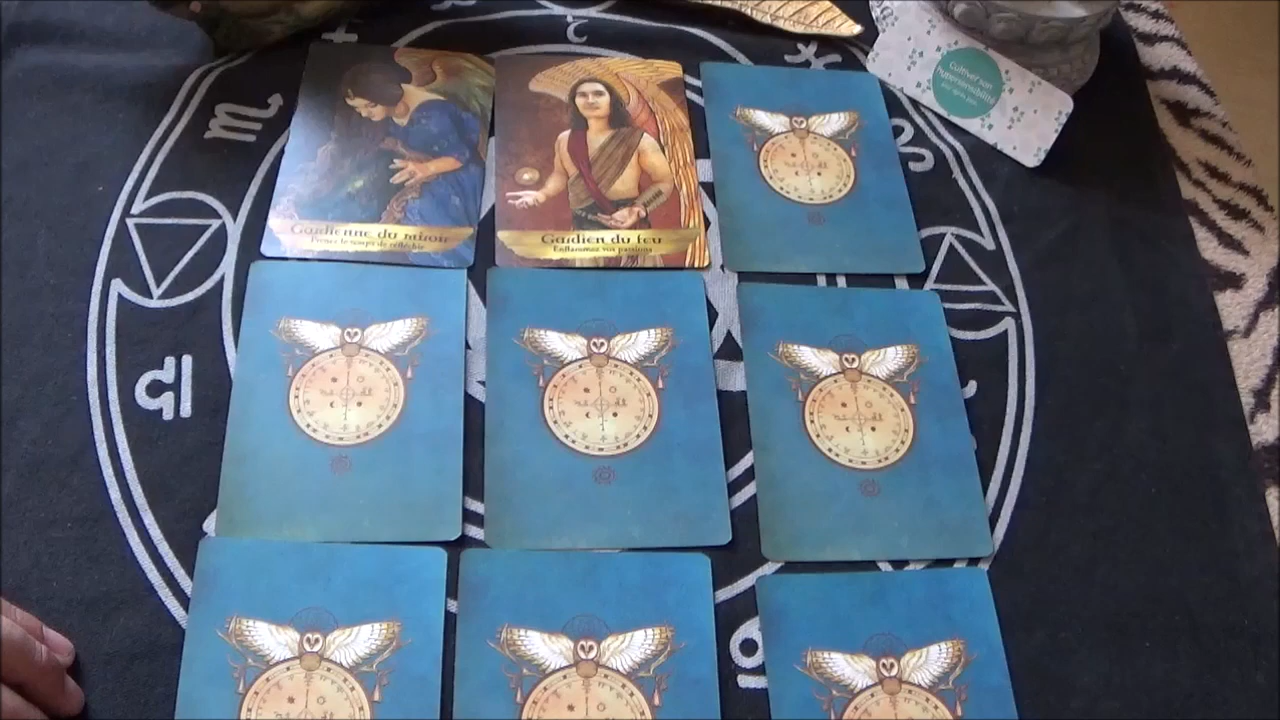 Gardienne du miroir
Prenez le temps de réfléchir
Gardien du feu
Enflammez vos passions
Cultiver son
hypersensibilité